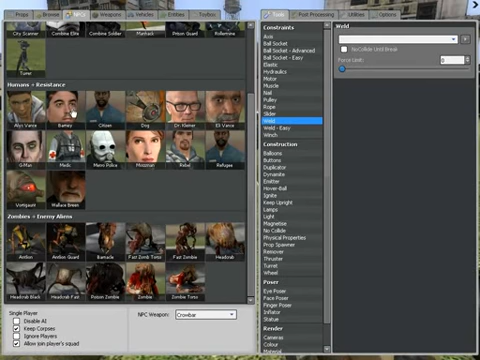 Props Browse NPCs Weapons Vehicles Entities Toolbox
City Scanner Combine Elite Combine Soldier Manhack Prison Guard Rollermine
Turret
Humans + Resistance
Alyx Vance Barney Citizen Dog Dr. Kleiner Eli Vance
G-Man Medic Metro Police Mossman Rebel Refugee
Vortigaunt Wallace Breen
Zombies + Enemy Aliens
Antlion Antlion Guard Barnacle Fast Zombie Torso Headcrab
Headcrab Black Headcrab Fast Poison Zombie Zombie Zombie Torso
Single Player
Disable AI
Keep Corpses
Ignore Players
Allow join player's squad
NPC Weapon: Crowbar
Tools Post Processing Utilities Options
Constraints
Axis
Ball Socket
Ball Socket - Advanced
Ball Socket - Easy
Elastic
Hydraulics
Motor
Muscle
Nail
Pulley
Rope
Slider
Weld
Weld - Easy
Winch
Construction
Balloons
Buttons
Duplicator
Dynamite
Emitter
Hover Ball
Ignite
Keep Upright
Lamps
Light
Magnetise
No Collide
Physical Properties
Prop Spawner
Remover
Thruster
Turret
Wheel
Poser
Eye Poser
Face Poser
Finger Poser
Inflator
Statue
Render
Cameras
Colour
Material
Weld
NoCollide Until Break
Force Limit:
0